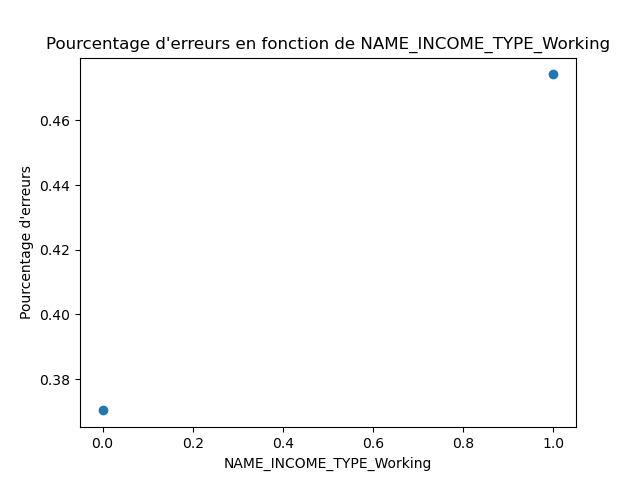 Pourcentage d'erreurs en fonction de NAME_INCOME_TYPE_Working
Pourcentage d'erreurs
0.46
0.44
0.42
0.40
0.38
0.0 0.2 0.4 0.6 0.8 1.0
NAME_INCOME_TYPE_Working